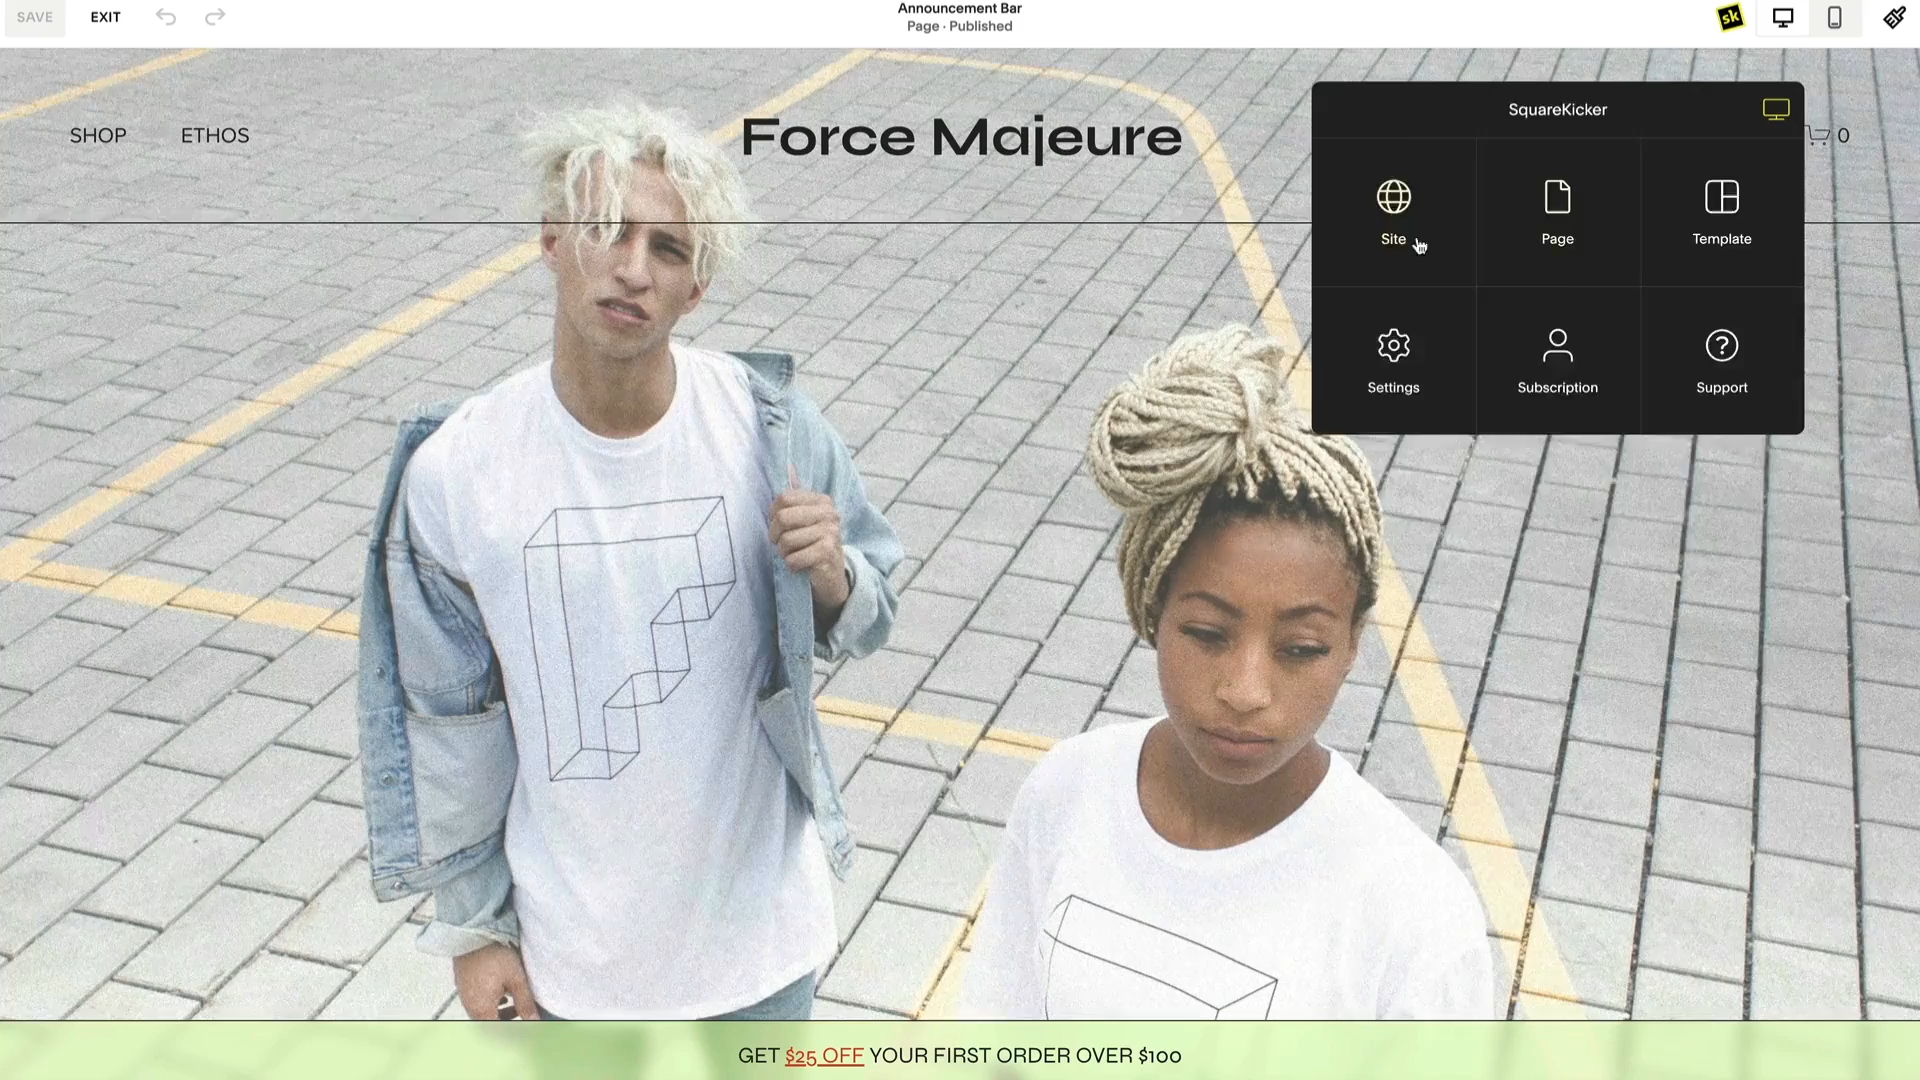 SAVE
EXIT
Announcement Bar
Page · Published
sk
SHOP
ETHOS
Force Majeure
0
SquareKicker
Site
Page
Template
Settings
Subscription
Support
GET $25 OFF YOUR FIRST ORDER OVER $100